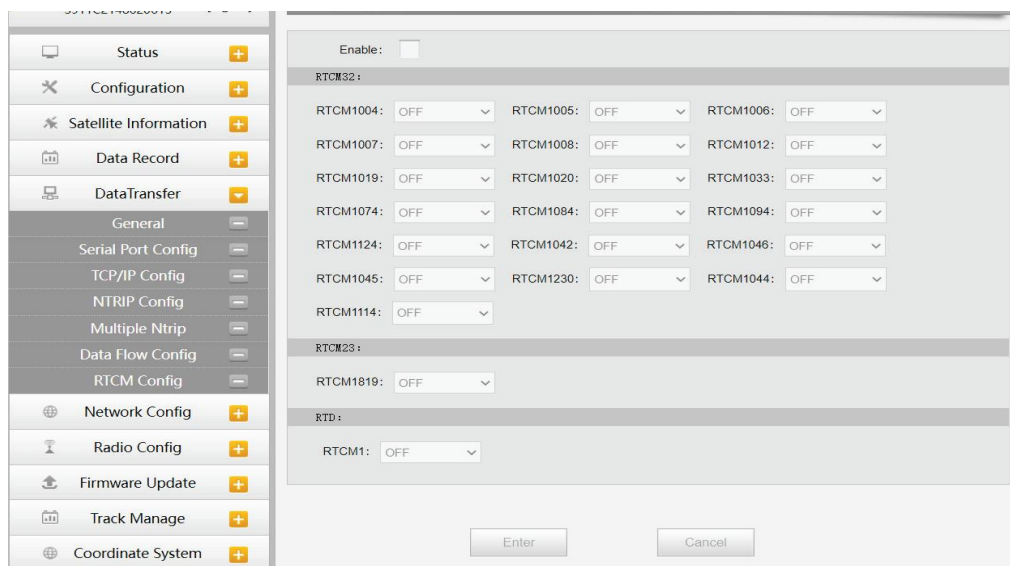 Status
Configuration
Satellite Information
Data Record
DataTransfer
General
Serial Port Config
TCP/IP Config
NTRIP Config
Multiple Ntrip
Data Flow Config
RTCM Config
Network Config
Radio Config
Firmware Update
Track Manage
Coordinate System
Enable:
RTCM32:
RTCM1004: OFF RTCM1005: OFF RTCM1006: OFF
RTCM1007: OFF RTCM1008: OFF RTCM1012: OFF
RTCM1019: OFF RTCM1020: OFF RTCM1033: OFF
RTCM1074: OFF RTCM1084: OFF RTCM1094: OFF
RTCM1124: OFF RTCM1042: OFF RTCM1046: OFF
RTCM1045: OFF RTCM1230: OFF RTCM1044: OFF
RTCM1114: OFF
RTCM23:
RTCM1819: OFF
RTD:
RTCM1: OFF
Enter Cancel